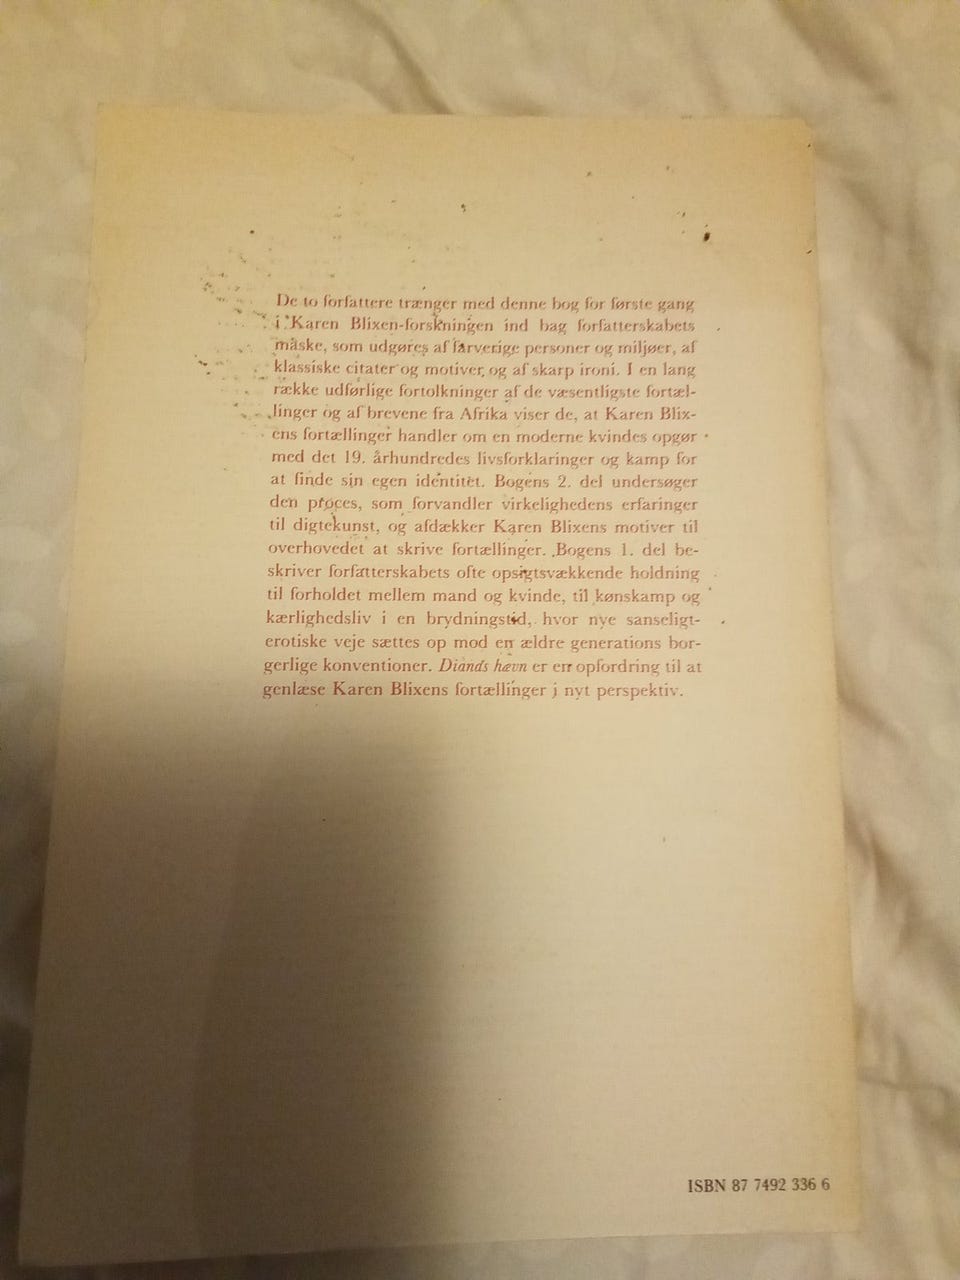 De to forfattere trænger med denne bog for første gang
i Karen Blixen-forskningen ind bag forfatterskabets
maske, som udgøres af farverige personer og miljøer, af
klassiske citater og motiver, og af skarp ironi. I en lang
række udførlige fortolkninger af de væsentligste fortæl-
linger og af brevene fra Afrika viser de, at Karen Blix-
ens fortællinger handler om en moderne kvindes opgør
med det 19. århundredes livsforklaringer og kamp for
at finde sin egen identitet. Bogens 2. del undersøger
den proces, som forvandler virkelighedens erfaringer
til digtekunst, og afdækker Karen Blixens motiver til
overhovedet at skrive fortællinger. Bogens 1. del be-
skriver forfatterskabets ofte opsigtsvækkende holdning
til forholdet mellem mand og kvinde, til kønskamp og
kærlighedsliv i en brydningstid, hvor nye sanseligt-
erotiske veje sættes op mod en ældre generations bor-
gerlige konventioner. Dianas hævn er en opfordring til at
genlæse Karen Blixens fortællinger i nyt perspektiv.
ISBN 87 7492 336 6